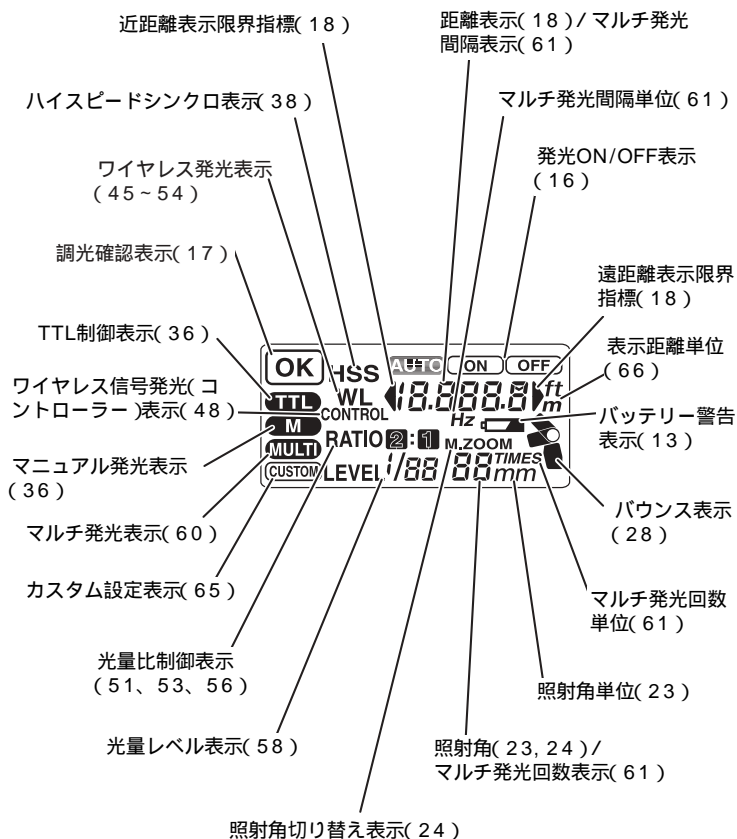 近距離表示限界指標(18)
距離表示(18)/マルチ発光
間隔表示(61)
ハイスピードシンクロ表示(38)
マルチ発光間隔単位(61)
ワイヤレス発光表示
(45~54)
発光ON/OFF表示
(16)
調光確認表示(17)
遠距離表示限界
指標(18)
TTL制御表示(36)
表示距離単位
(66)
ワイヤレス信号発光(コ
ントローラー)表示(48)
バッテリー警告
表示(13)
マニュアル発光表示
(36)
バウンス表示
(28)
マルチ発光表示(60)
カスタム設定表示(65)
マルチ発光回数
単位(61)
光量比制御表示
(51、53、56)
照射角単位(23)
光量レベル表示(58)
照射角(23,24)/
マルチ発光回数表示(61)
照射角切り替え表示(24)
OK HSS AUTO ON OFF
TTL WL 18.888.8 ft
CONTROL m
M Hz
MULTI RATIO 2:1 M.ZOOM
CUSTOM LEVEL 1/88 88 TIMES
mm